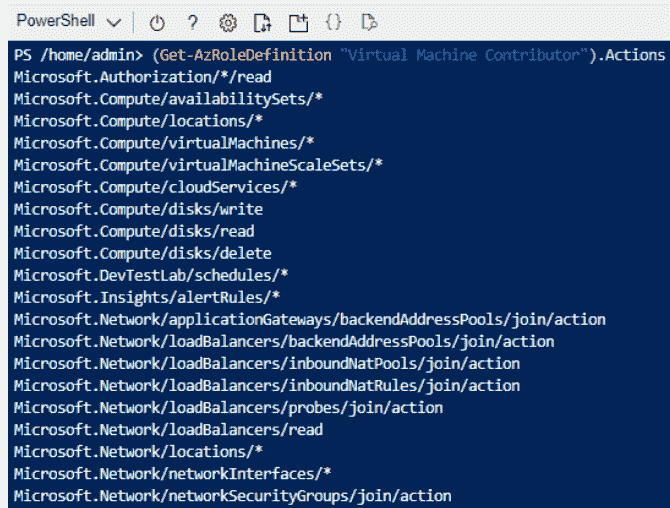 PowerShell
PS /home/admin> (Get-AzRoleDefinition "Virtual Machine Contributor").Actions
Microsoft.Authorization/*/read
Microsoft.Compute/availabilitySets/*
Microsoft.Compute/locations/*
Microsoft.Compute/virtualMachines/*
Microsoft.Compute/virtualMachineScaleSets/*
Microsoft.Compute/cloudServices/*
Microsoft.Compute/disks/write
Microsoft.Compute/disks/read
Microsoft.Compute/disks/delete
Microsoft.DevTestLab/schedules/*
Microsoft.Insights/alertRules/*
Microsoft.Network/applicationGateways/backendAddressPools/join/action
Microsoft.Network/loadBalancers/backendAddressPools/join/action
Microsoft.Network/loadBalancers/inboundNatPools/join/action
Microsoft.Network/loadBalancers/inboundNatRules/join/action
Microsoft.Network/loadBalancers/probes/join/action
Microsoft.Network/loadBalancers/read
Microsoft.Network/locations/*
Microsoft.Network/networkInterfaces/*
Microsoft.Network/networkSecurityGroups/join/action